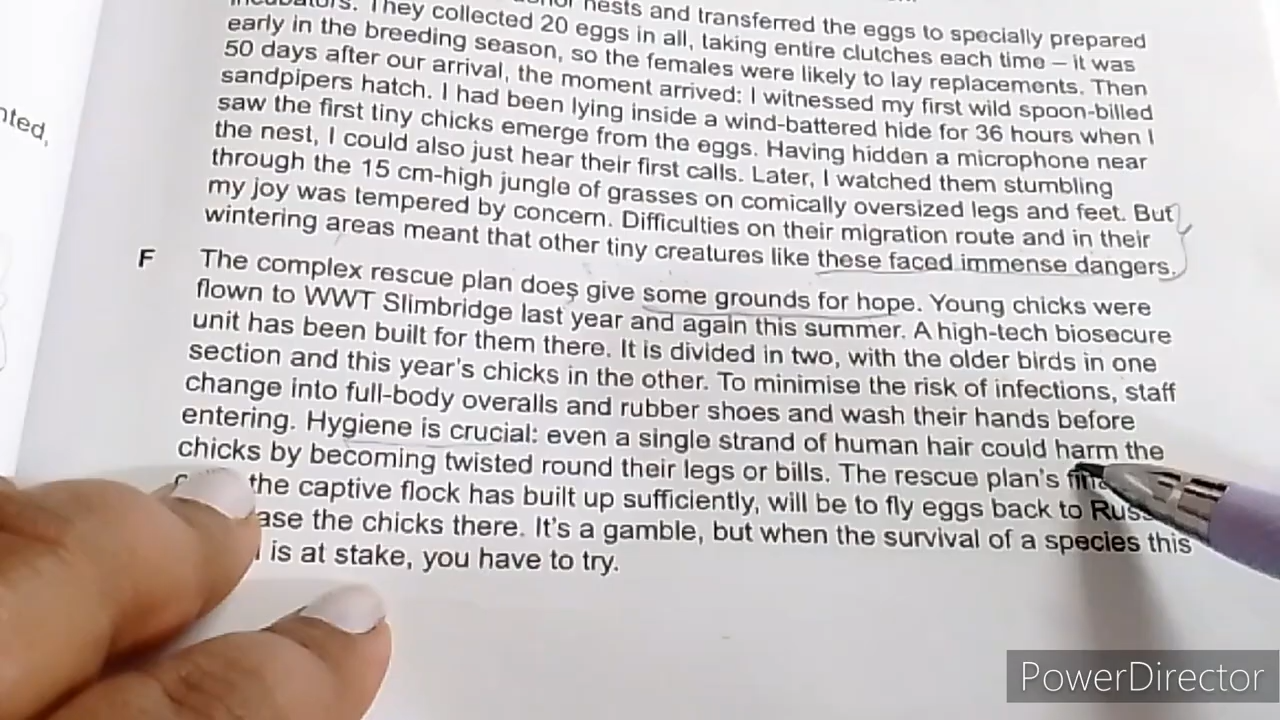 nests and transferred the eggs to specially prepared
They collected 20 eggs in all, taking entire clutches each time – it was
early in the breeding season, so the females were likely to lay replacements. Then
50 days after our arrival, the moment arrived: I witnessed my first wild spoon-billed
sandpipers hatch. I had been lying inside a wind-battered hide for 36 hours when I
saw the first tiny chicks emerge from the eggs. Having hidden a microphone near
the nest, I could also just hear their first calls. Later, I watched them stumbling
through the 15 cm-high jungle of grasses on comically oversized legs and feet. But
my joy was tempered by concern. Difficulties on their migration route and in their
wintering areas meant that other tiny creatures like these faced immense dangers.
F The complex rescue plan does give some grounds for hope. Young chicks were
flown to WWT Slimbridge last year and again this summer. A high-tech biosecure
unit has been built for them there. It is divided in two, with the older birds in one
section and this year's chicks in the other. To minimise the risk of infections, staff
change into full-body overalls and rubber shoes and wash their hands before
entering. Hygiene is crucial: even a single strand of human hair could harm the
chicks by becoming twisted round their legs or bills. The rescue plan's
the captive flock has built up sufficiently, will be to fly eggs back to
the chicks there. It's a gamble, but when the survival of a species this
is at stake, you have to try.
PowerDirector